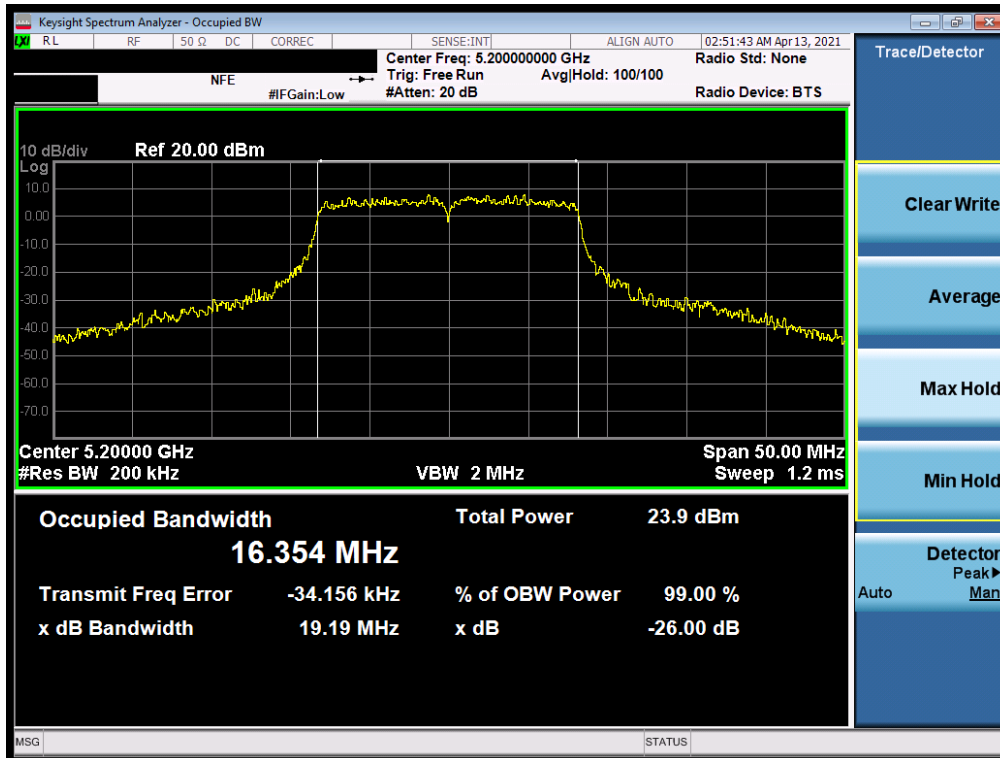 Keysight Spectrum Analyzer - Occupied BW
LXI RL RF 50 Ω DC CORREC SENSE:INT ALIGN AUTO 02:51:43 AM Apr 13, 2021
Center Freq: 5.200000000 GHz Radio Std: None
NFE Trig: Free Run Avg|Hold: 100/100
#IFGain:Low #Atten: 20 dB Radio Device: BTS
10 dB/div Ref 20.00 dBm
Log
10.0
0.00
-10.0
-20.0
-30.0
-40.0
-50.0
-60.0
-70.0
Center 5.20000 GHz Span 50.00 MHz
#Res BW 200 kHz VBW 2 MHz Sweep 1.2 ms
Occupied Bandwidth Total Power 23.9 dBm
16.354 MHz
Transmit Freq Error -34.156 kHz % of OBW Power 99.00 %
x dB Bandwidth 19.19 MHz x dB -26.00 dB
MSG STATUS
Trace/Detector
Clear Write
Average
Max Hold
Min Hold
Detector
Peak▶
Auto Man